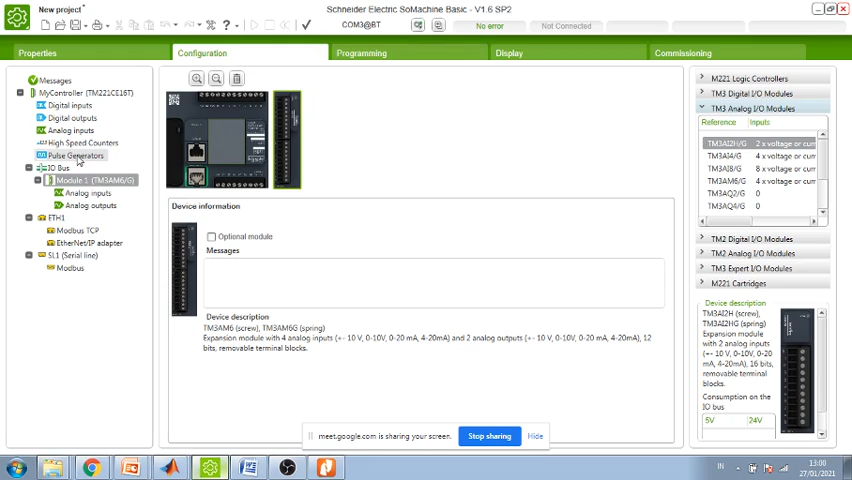 New project
Schneider Electric SoMachine Basic - V1.6 SP2
COM3@BT
No error
Not Connected
Properties
Configuration
Programming
Display
Commissioning
Messages
MyController (TM221CE16T)
Digital inputs
Digital outputs
Analog inputs
High Speed Counters
Pulse Generators
IO Bus
Module 1 (TM3AM6/G)
Analog inputs
Analog outputs
ETH1
Modbus TCP
EtherNet/IP adapter
SL1 (Serial line)
Modbus
Device information
Optional module
Messages
Device description
TM3AM6 (screw), TM3AM6G (spring)
Expansion module with 4 analog inputs (+- 10 V, 0-10V, 0-20 mA, 4-20mA) and 2 analog outputs (+- 10 V, 0-10V, 0-20 mA, 4-20mA), 12
bits, removable terminal blocks.
M221 Logic Controllers
TM3 Digital I/O Modules
TM3 Analog I/O Modules
Reference Inputs
TM3AI2H/G 2 x voltage or curr
TM3AI4/G 4 x voltage or curr
TM3AI8/G 8 x voltage or curr
TM3AM6/G 4 x voltage or curr
TM3AQ2/G 0
TM3AQ4/G 0
TM2 Digital I/O Modules
TM2 Analog I/O Modules
TM3 Expert I/O Modules
M221 Cartridges
Device description
TM3AI2H (screw),
TM3AI2HG (spring)
Expansion module
with 2 analog inputs
(+- 10 V, 0-10V, 0-20
mA, 4-20mA), 16 bits,
removable terminal
blocks.
Consumption on the
IO bus
5V 24V
meet.google.com is sharing your screen.
Stop sharing
Hide
IN
13:00
27/01/2021